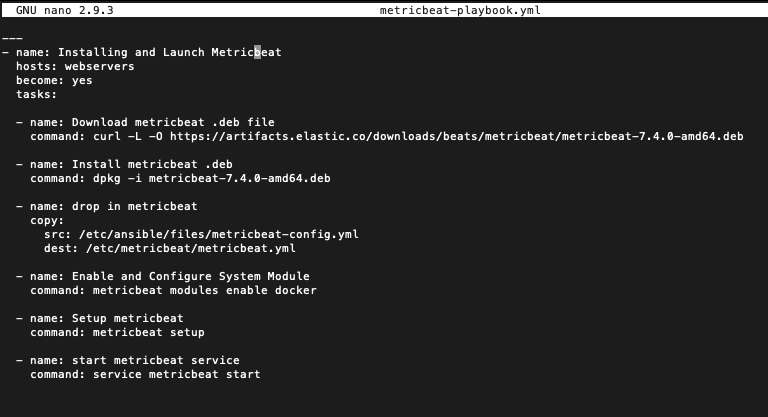 GNU nano 2.9.3 metricbeat-playbook.yml
---
- name: Installing and Launch Metricbeat
  hosts: webservers
  become: yes
  tasks:
  - name: Download metricbeat .deb file
    command: curl -L -O https://artifacts.elastic.co/downloads/beats/metricbeat/metricbeat-7.4.0-amd64.deb
  - name: Install metricbeat .deb
    command: dpkg -i metricbeat-7.4.0-amd64.deb
  - name: drop in metricbeat
    copy:
      src: /etc/ansible/files/metricbeat-config.yml
      dest: /etc/metricbeat/metricbeat.yml
  - name: Enable and Configure System Module
    command: metricbeat modules enable docker
  - name: Setup metricbeat
    command: metricbeat setup
  - name: start metricbeat service
    command: service metricbeat start